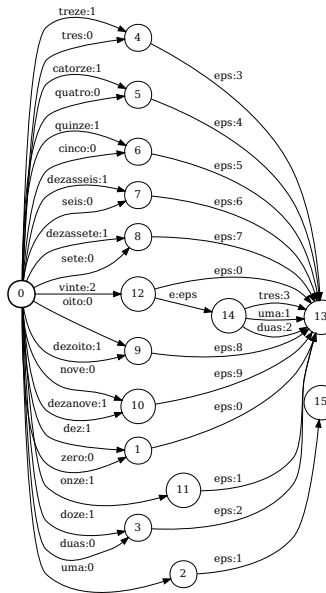 treze:1
tres:0
4
eps:3
catorze:1
quatro:0
5
eps:4
quinze:1
cinco:0
6
eps:5
dezasseis:1
seis:0
7
eps:6
dezassete:1
sete:0
8
eps:7
0
vinte:2
oito:0
12
eps:0
e:eps
14
tres:3
uma:1
duas:2
13
dezoito:1
nove:0
9
eps:8
15
dezanove:1
10
eps:9
dez:1
zero:0
1
eps:0
onze:1
11
eps:1
doze:1
duas:0
3
eps:2
uma:0
2
eps:1